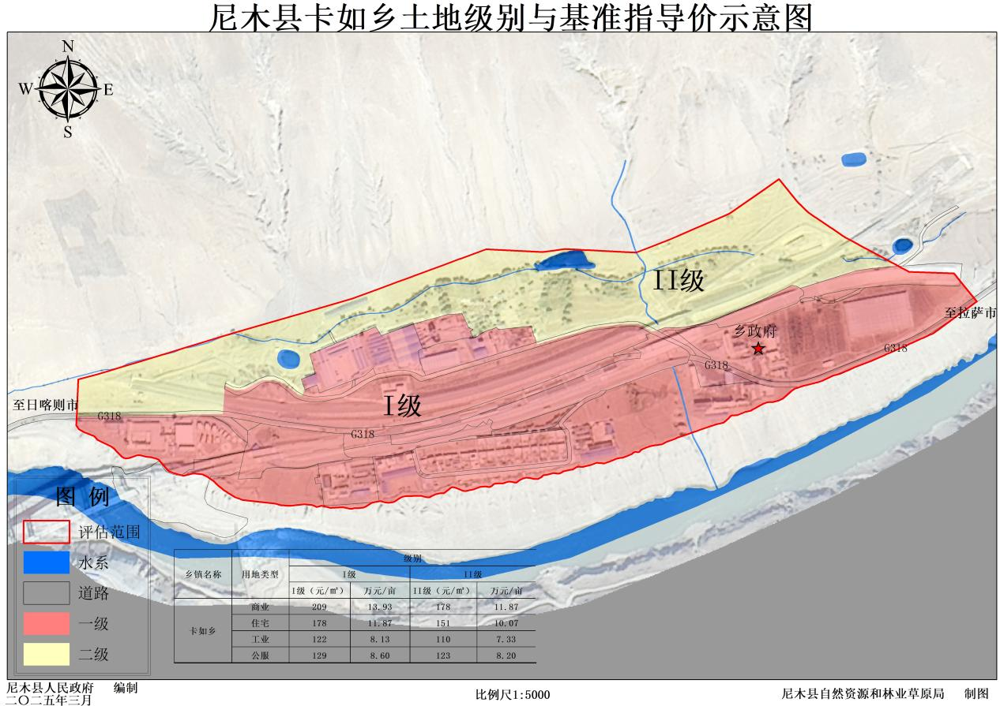 尼木县卡如乡土地级别与基准指导价示意图
N
W E
S
II级
至拉萨市
乡政府
G318
G318
I级
至日喀则市
G318
G318
图 例
评估范围
水系
道路
一级
二级
乡镇名称 用地类型 级别
I级 II级
I级（元/㎡） 万元/亩 II级（元/㎡） 万元/亩
卡如乡
商业 209 13.93 178 11.87
住宅 178 11.87 151 10.07
工业 122 8.13 110 7.33
公服 129 8.60 123 8.20
尼木县人民政府 编制
二〇二五年三月
比例尺1:5000
尼木县自然资源和林业草原局 制图